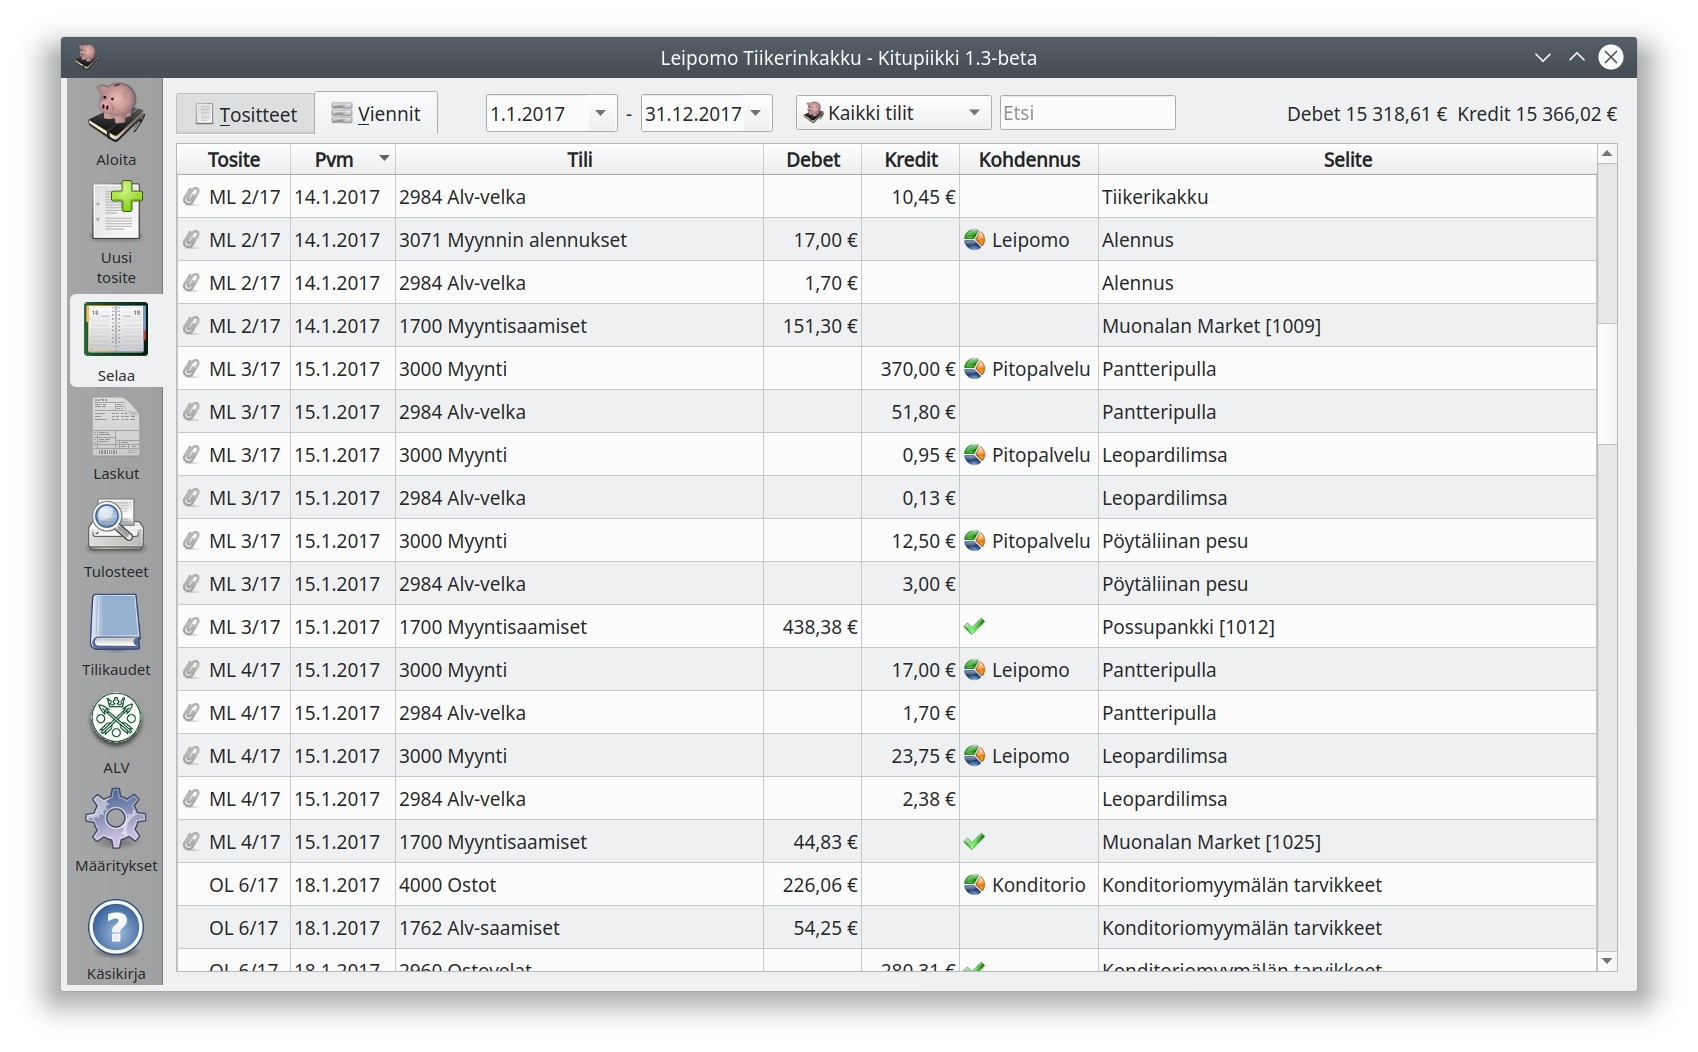 Leipomo Tiikerinkakku - Kitupiikki 1.3-beta
Aloita
Uusi
tosite
Selaa
Laskut
Tulosteet
Tilikaudet
ALV
Määritykset
Käsikirja
Tositteet Viennit 1.1.2017 - 31.12.2017 Kaikki tilit Etsi Debet 15 318,61 € Kredit 15 366,02 €
Tosite Pvm Tili Debet Kredit Kohdennus Selite
ML 2/17 14.1.2017 2984 Alv-velka 10,45 € Tiikerikakku
ML 2/17 14.1.2017 3071 Myynnin alennukset 17,00 € Leipomo Alennus
ML 2/17 14.1.2017 2984 Alv-velka 1,70 € Alennus
ML 2/17 14.1.2017 1700 Myyntisaamiset 151,30 € Muonalan Market [1009]
ML 3/17 15.1.2017 3000 Myynti 370,00 € Pitopalvelu Pantteripulla
ML 3/17 15.1.2017 2984 Alv-velka 51,80 € Pantteripulla
ML 3/17 15.1.2017 3000 Myynti 0,95 € Pitopalvelu Leopardilimsa
ML 3/17 15.1.2017 2984 Alv-velka 0,13 € Leopardilimsa
ML 3/17 15.1.2017 3000 Myynti 12,50 € Pitopalvelu Pöytäliinan pesu
ML 3/17 15.1.2017 2984 Alv-velka 3,00 € Pöytäliinan pesu
ML 3/17 15.1.2017 1700 Myyntisaamiset 438,38 € Possupankki [1012]
ML 4/17 15.1.2017 3000 Myynti 17,00 € Leipomo Pantteripulla
ML 4/17 15.1.2017 2984 Alv-velka 1,70 € Pantteripulla
ML 4/17 15.1.2017 3000 Myynti 23,75 € Leipomo Leopardilimsa
ML 4/17 15.1.2017 2984 Alv-velka 2,38 € Leopardilimsa
ML 4/17 15.1.2017 1700 Myyntisaamiset 44,83 € Muonalan Market [1025]
OL 6/17 18.1.2017 4000 Ostot 226,06 € Konditorio Konditoriomyymälän tarvikkeet
OL 6/17 18.1.2017 1762 Alv-saamiset 54,25 € Konditoriomyymälän tarvikkeet
OL 6/17 18.1.2017 2960 Ostovelat 280,31 € Konditoriomyymälän tarvikkeet